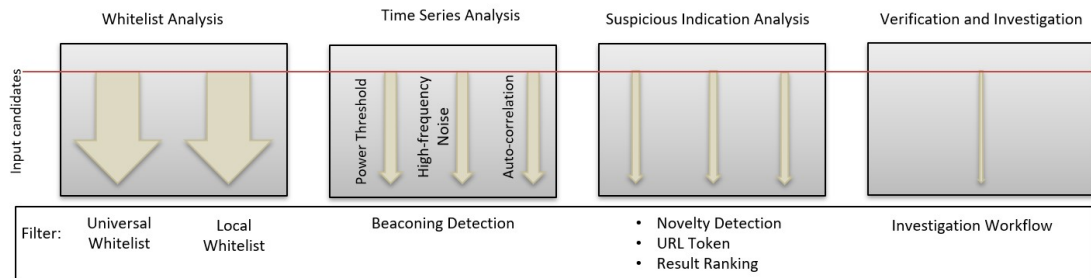 Whitelist Analysis
Time Series Analysis
Suspicious Indication Analysis
Verification and Investigation
Input candidates
Power Threshold
High-frequency
Noise
Auto-correlation
Filter:
Universal
Whitelist
Local
Whitelist
Beaconing Detection
• Novelty Detection
• URL Token
• Result Ranking
Investigation Workflow